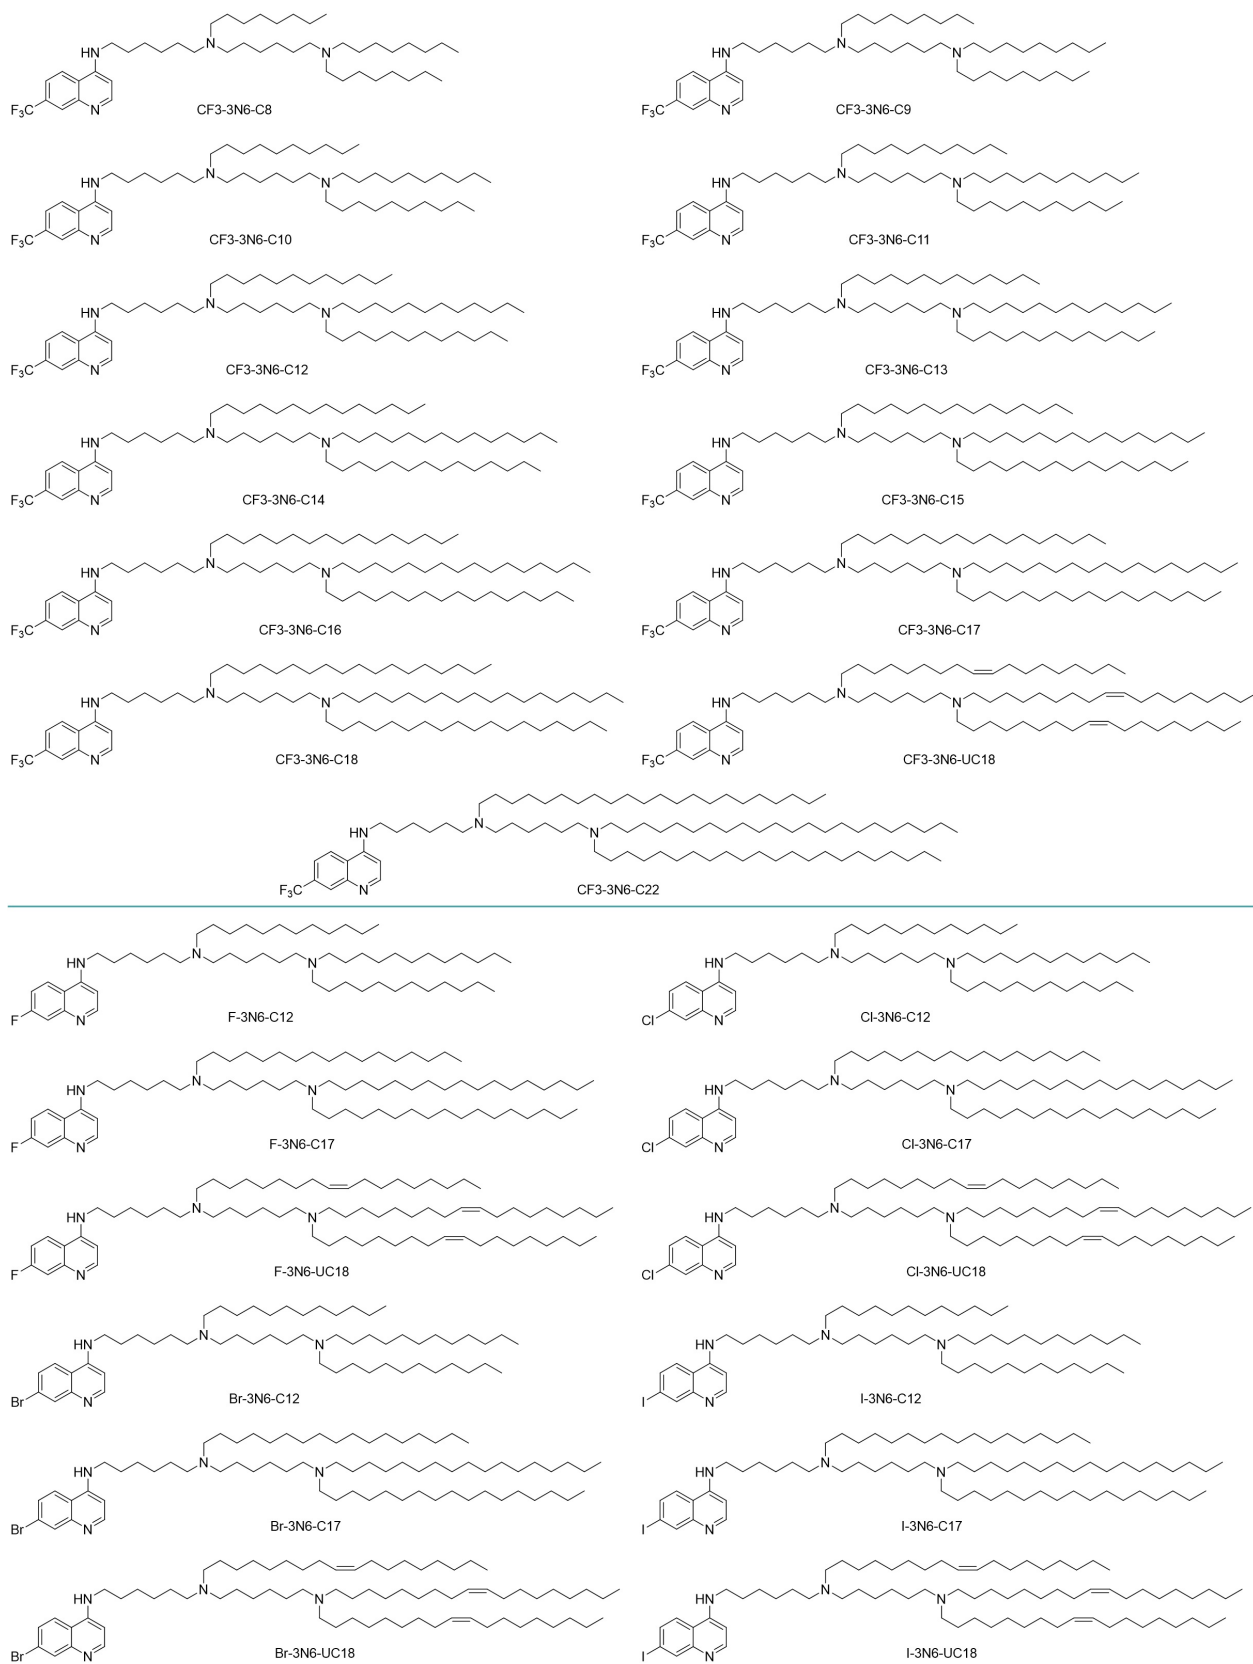 HN N N
F3C N
CF3-3N6-C8
HN N N
F3C N
CF3-3N6-C9
HN N N
F3C N
CF3-3N6-C10
HN N N
F3C N
CF3-3N6-C11
HN N N
F3C N
CF3-3N6-C12
HN N N
F3C N
CF3-3N6-C13
HN N N
F3C N
CF3-3N6-C14
HN N N
F3C N
CF3-3N6-C15
HN N N
F3C N
CF3-3N6-C16
HN N N
F3C N
CF3-3N6-C17
HN N N
F3C N
CF3-3N6-C18
HN N N
F3C N
CF3-3N6-UC18
HN N N
F3C N
CF3-3N6-C22
HN N N
F N
F-3N6-C12
HN N N
Cl N
Cl-3N6-C12
HN N N
F N
F-3N6-C17
HN N N
Cl N
Cl-3N6-C17
HN N N
F N
F-3N6-UC18
HN N N
Cl N
Cl-3N6-UC18
HN N N
Br N
Br-3N6-C12
HN N N
I N
I-3N6-C12
HN N N
Br N
Br-3N6-C17
HN N N
I N
I-3N6-C17
HN N N
Br N
Br-3N6-UC18
HN N N
I N
I-3N6-UC18